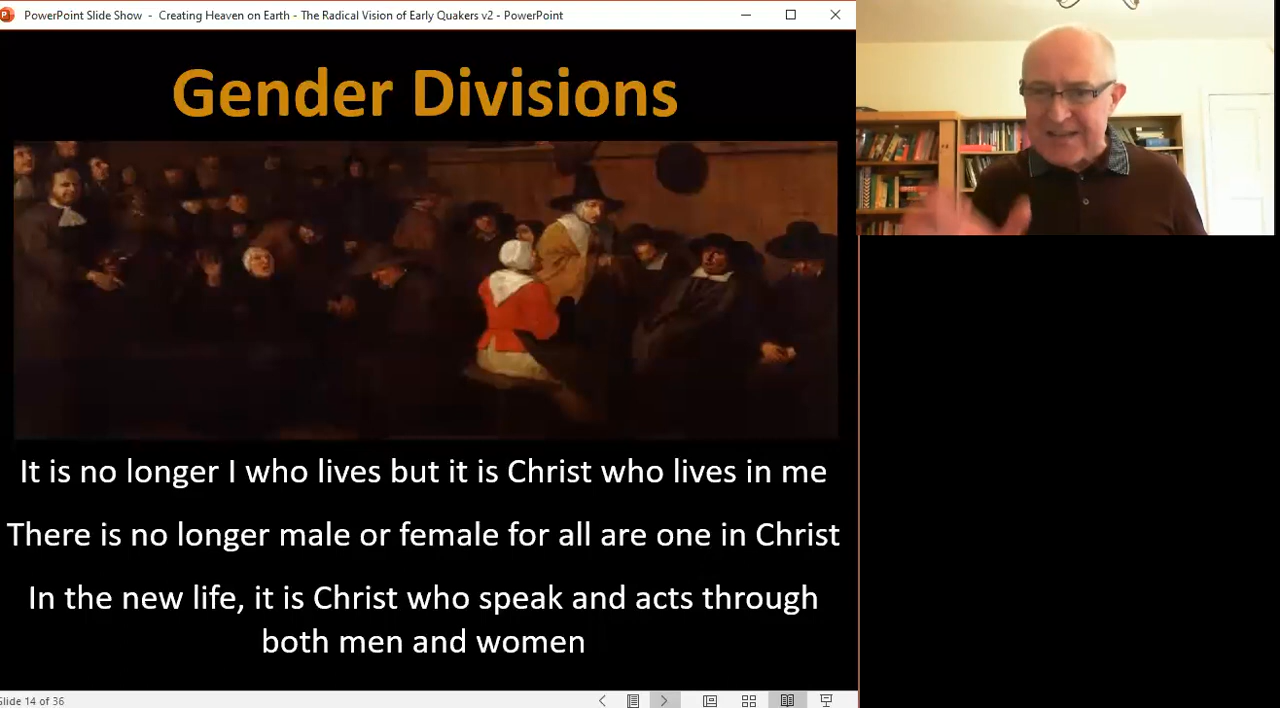 PowerPoint Slide Show - Creating Heaven on Earth - The Radical Vision of Early Quakers v2 - PowerPoint
Gender Divisions
It is no longer I who lives but it is Christ who lives in me
There is no longer male or female for all are one in Christ
In the new life, it is Christ who speak and acts through
both men and women
Slide 14 of 36